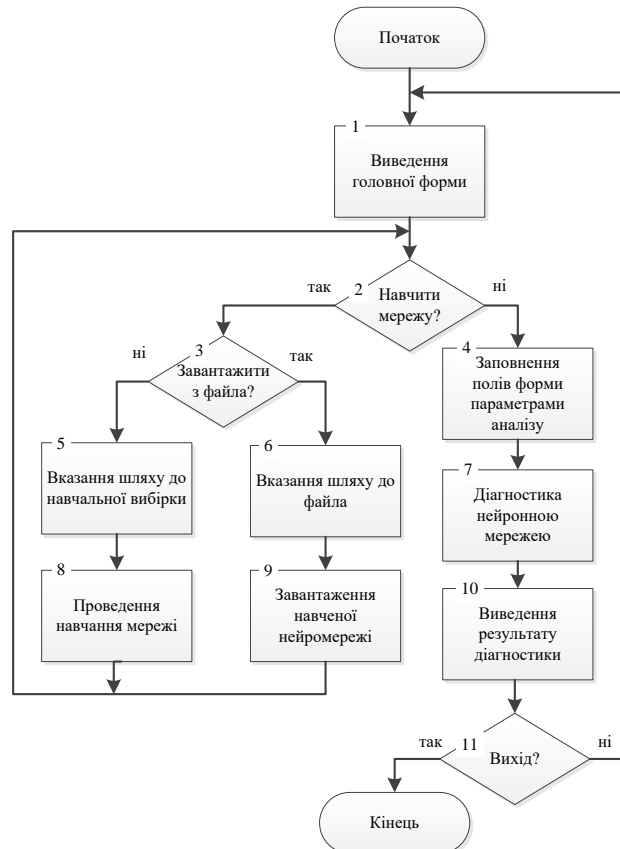 Початок
1
Виведення
головної форми
так
2
Навчити
мережу?
ні
ні
3
Завантажити
з файла?
так
4
Заповнення
полів форми
параметрами
аналізу
5
Вказання шляху до
навчальної вибірки
6
Вказання шляху до
файла
7
Діагностика
нейронною
мережею
8
Проведення
навчання мережі
9
Завантаження
навченої
нейромережі
10
Виведення
результату
діагностики
так
11
Вихід?
ні
Кінець